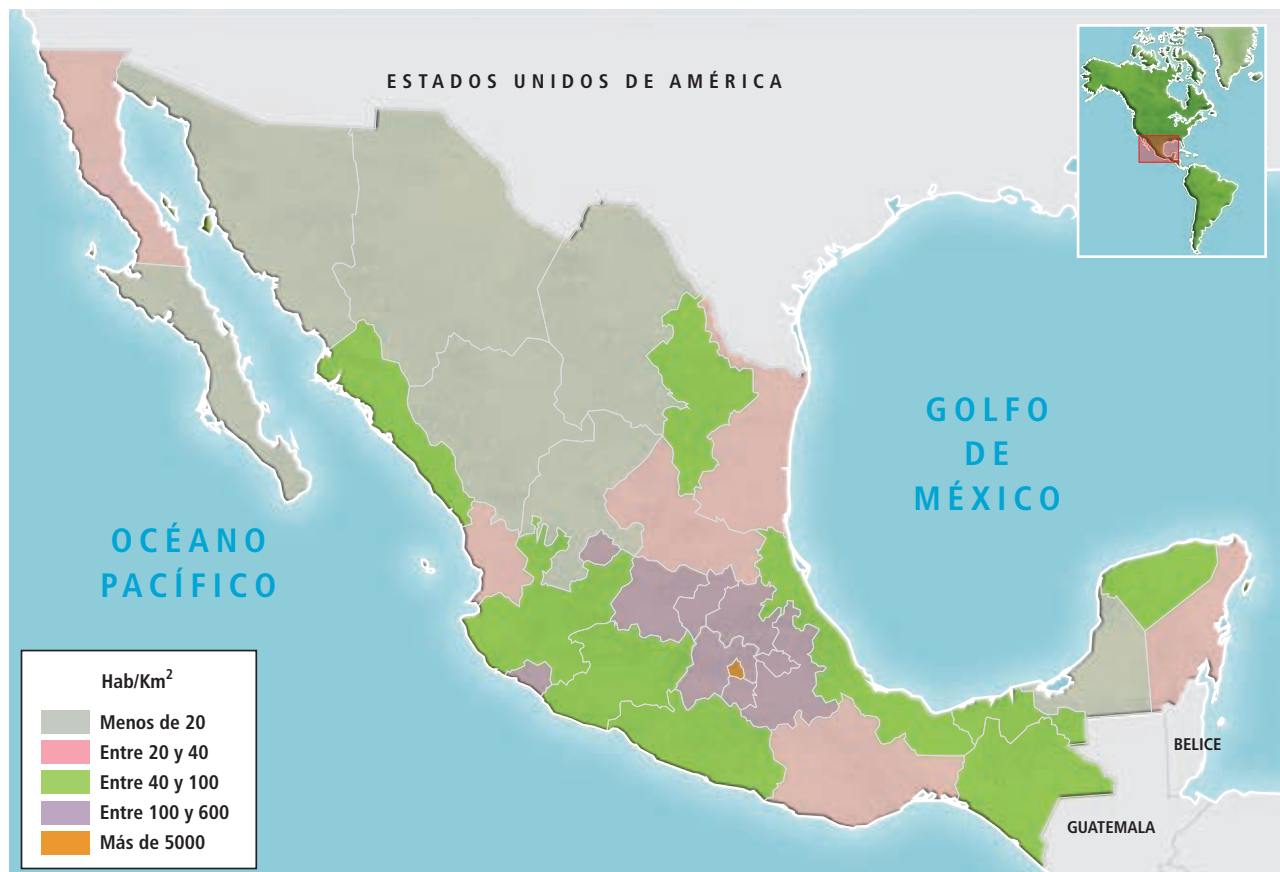 ESTADOS UNIDOS DE AMÉRICA
GOLFO
DE
MÉXICO
OCÉANO
PACÍFICO
BELICE
GUATEMALA
Hab/Km²
Menos de 20
Entre 20 y 40
Entre 40 y 100
Entre 100 y 600
Más de 5000